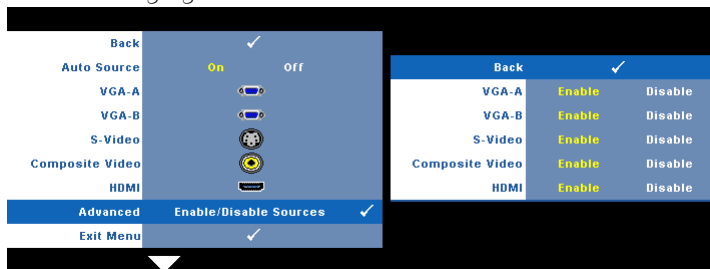 Back
Auto Source On Off
VGA-A
VGA-B
S-Video
Composite Video
HDMI
Advanced Enable/Disable Sources
Exit Menu
Back
VGA-A Enable Disable
VGA-B Enable Disable
S-Video Enable Disable
Composite Video Enable Disable
HDMI Enable Disable